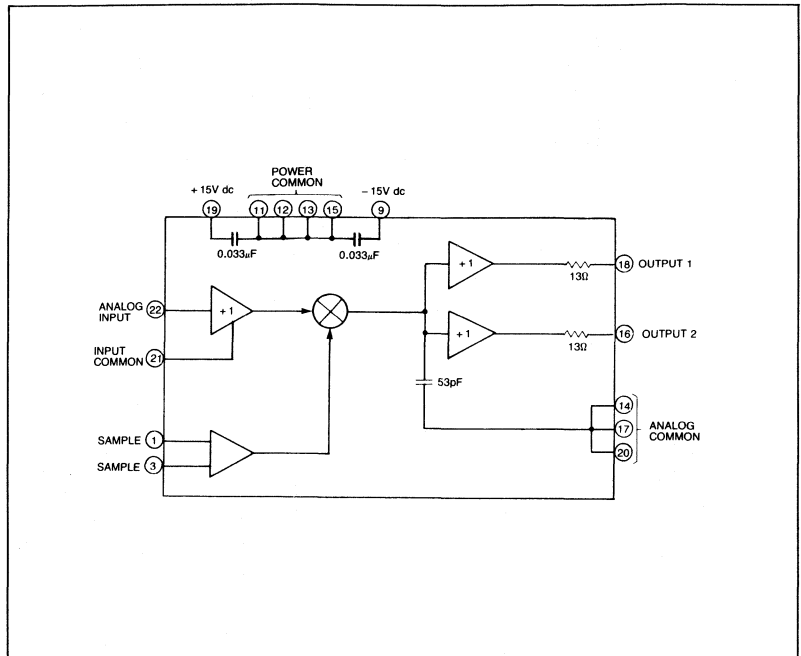 POWER
COMMON
+ 15V dc
− 15V dc
19
11
12
13
15
9
0.033µF
0.033µF
ANALOG
INPUT
22
+ 1
INPUT
COMMON
21
SAMPLE
1
SAMPLE
3
+ 1
13Ω
18
OUTPUT 1
+ 1
13Ω
16
OUTPUT 2
53pF
14
17
20
ANALOG
COMMON